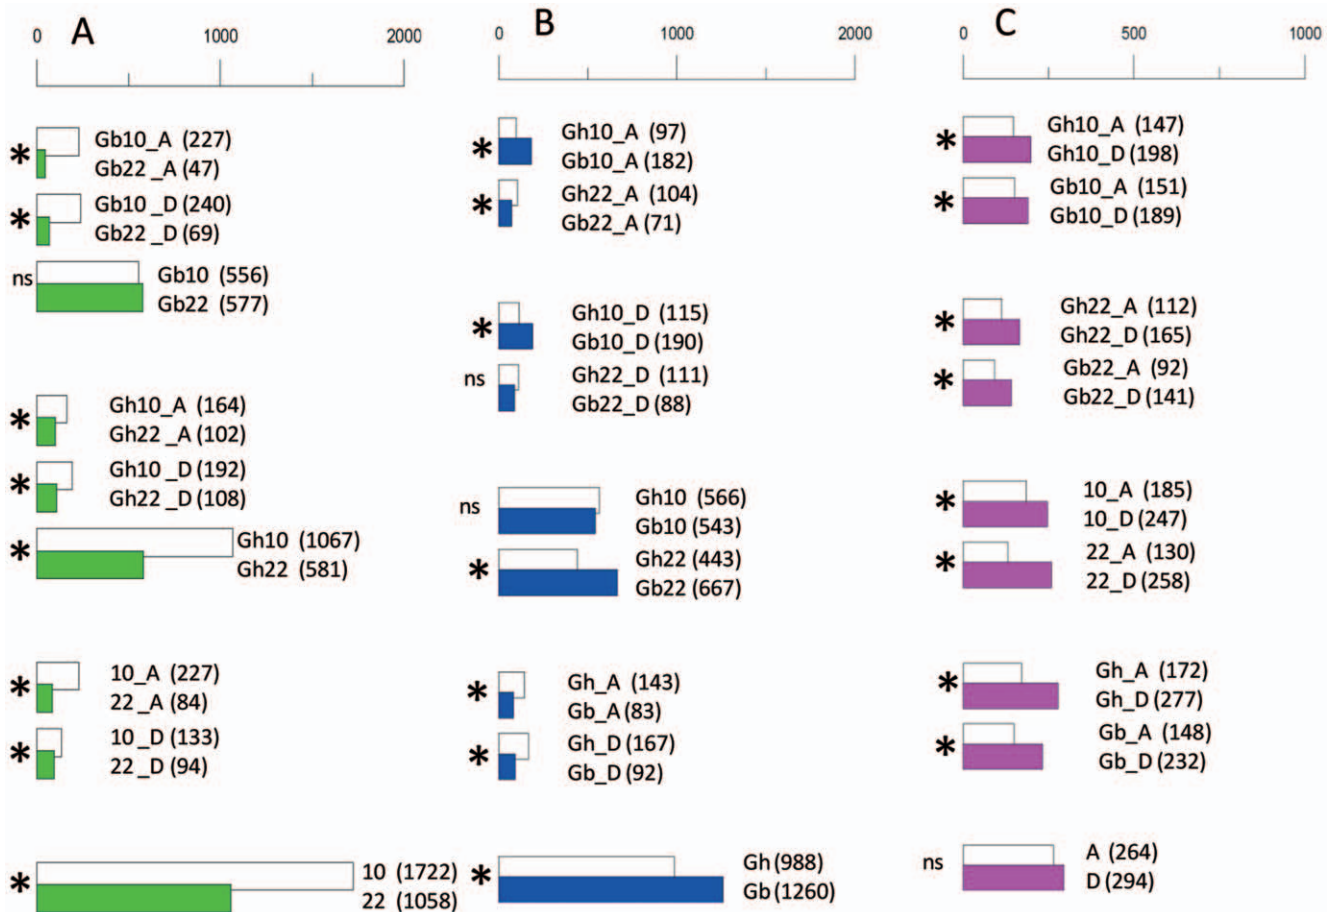 A
0 1000 2000
* Gb10_A (227)
Gb22 _A (47)
* Gb10 _D (240)
Gb22 _D (69)
ns Gb10 (556)
Gb22 (577)
* Gh10_A (164)
Gh22 _A (102)
* Gh10 _D (192)
Gh22 _D (108)
* Gh10 (1067)
Gh22 (581)
* 10_A (227)
22 _A (84)
* 10 _D (133)
22 _D (94)
* 10 (1722)
22 (1058)
B
0 1000 2000
* Gh10_A (97)
Gb10_A (182)
* Gh22_A (104)
Gb22_A (71)
* Gh10_D (115)
Gb10_D (190)
ns Gh22_D (111)
Gb22_D (88)
ns Gh10 (566)
Gb10 (543)
* Gh22 (443)
Gb22 (667)
* Gh_A (143)
Gb_A (83)
* Gh_D (167)
Gb_D (92)
* Gh (988)
Gb (1260)
C
0 500 1000
* Gh10_A (147)
Gh10_D (198)
* Gb10_A (151)
Gb10_D (189)
* Gh22_A (112)
Gh22_D (165)
* Gb22_A (92)
Gb22_D (141)
* 10_A (185)
10_D (247)
* 22_A (130)
22_D (258)
* Gh_A (172)
Gh_D (277)
* Gb_A (148)
Gb_D (232)
ns A (264)
D (294)